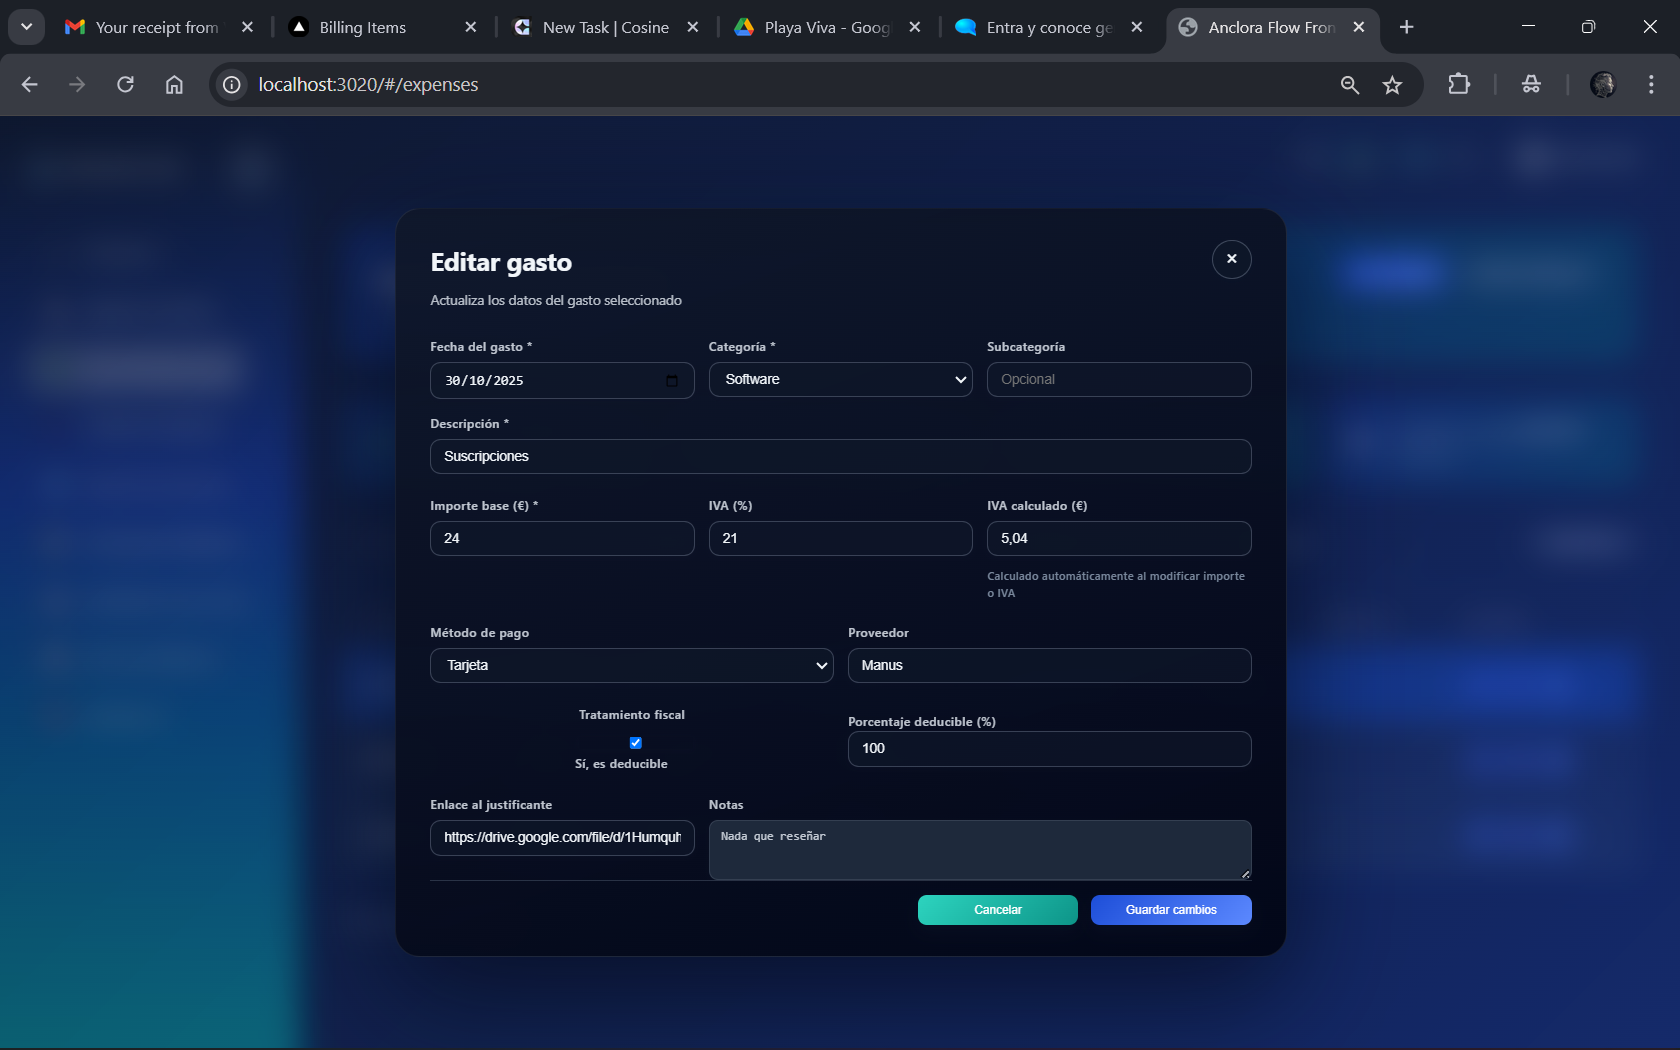 Your receipt from
Billing Items
New Task | Cosine
Playa Viva - Goog
Entra y conoce ge
Anclora Flow Fron
localhost:3020/#/expenses
Editar gasto
Actualiza los datos del gasto seleccionado
Fecha del gasto *
Categoría *
Subcategoría
30/10/2025
Software
Opcional
Descripción *
Suscripciones
Importe base (€) *
IVA (%)
IVA calculado (€)
24
21
5,04
Calculado automáticamente al modificar importe
o IVA
Método de pago
Proveedor
Tarjeta
Manus
Tratamiento fiscal
Sí, es deducible
Porcentaje deducible (%)
100
Enlace al justificante
Notas
https://drive.google.com/file/d/1Humquh
Nada que reseñar
Cancelar
Guardar cambios